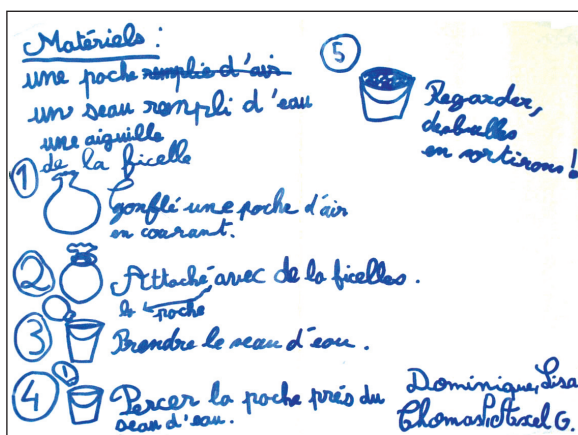 Matériels :
une poche remplie d'air
un seau rempli d'eau
une aiguille
de la ficelle
1
gonflé une poche d'air
en courant.
2 Attaché avec de la ficelles.
la poche
3 Prendre le seau d'eau.
4 1 Percer la poche prés du
seau d'eau.
5
Regarder,
des bulles
en sortirons !
Dominique, Lisa
Thomas, Axel G.